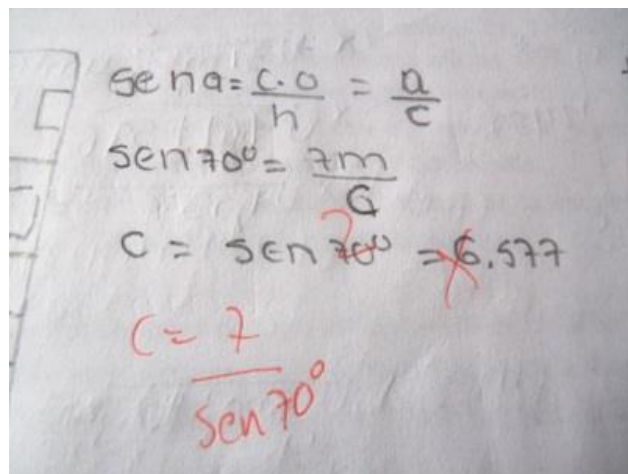 sen a = c.o / h = a / c
sen 70° = 7m / C
c = sen 70° = 6.577
c = 7 / sen 70°